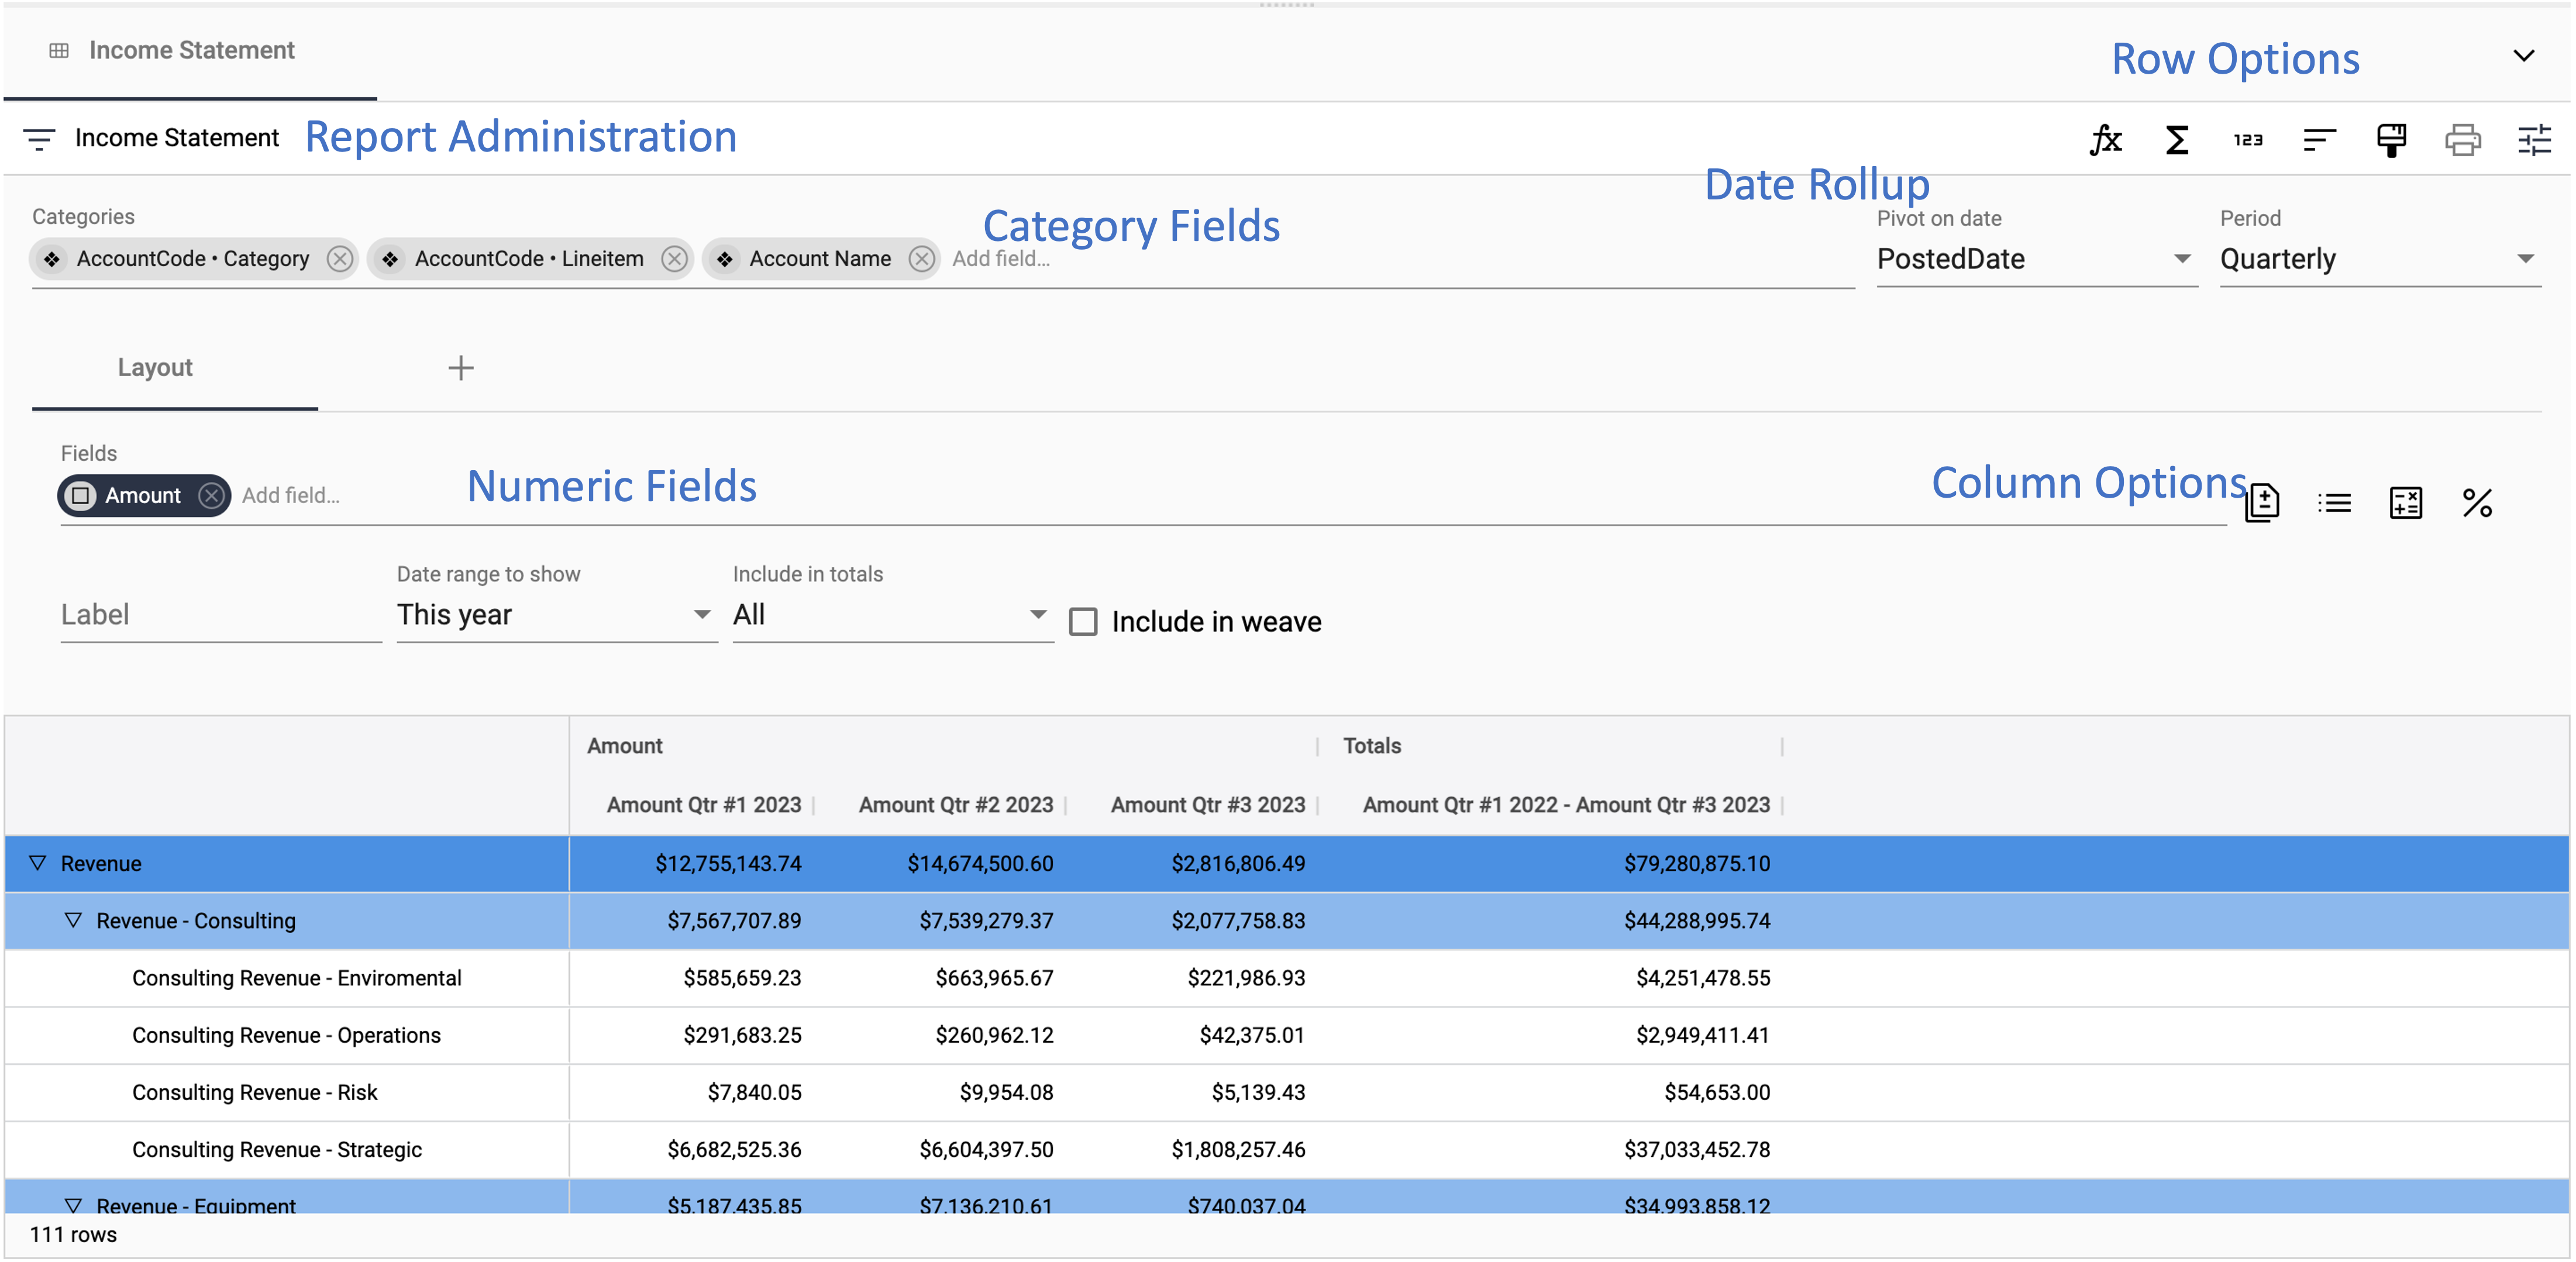 Income Statement
Row Options
Income Statement
Report Administration
fx Σ 123
Date Rollup
Categories
Category Fields
Pivot on date
Period
AccountCode • Category
AccountCode • Lineitem
Account Name
Add field...
PostedDate
Quarterly
Layout
+
Fields
Amount
Add field...
Numeric Fields
Column Options
%
Date range to show
Include in totals
Label
This year
All
Include in weave
Amount
Totals
Amount Qtr #1 2023
Amount Qtr #2 2023
Amount Qtr #3 2023
Amount Qtr #1 2022 - Amount Qtr #3 2023
Revenue $12,755,143.74 $14,674,500.60 $2,816,806.49 $79,280,875.10
Revenue - Consulting $7,567,707.89 $7,539,279.37 $2,077,758.83 $44,288,995.74
Consulting Revenue - Enviromental $585,659.23 $663,965.67 $221,986.93 $4,251,478.55
Consulting Revenue - Operations $291,683.25 $260,962.12 $42,375.01 $2,949,411.41
Consulting Revenue - Risk $7,840.05 $9,954.08 $5,139.43 $54,653.00
Consulting Revenue - Strategic $6,682,525.36 $6,604,397.50 $1,808,257.46 $37,033,452.78
Revenue - Equipment $5,187,435.85 $7,136,210.61 $740,037.04 $34,993,858.12
111 rows